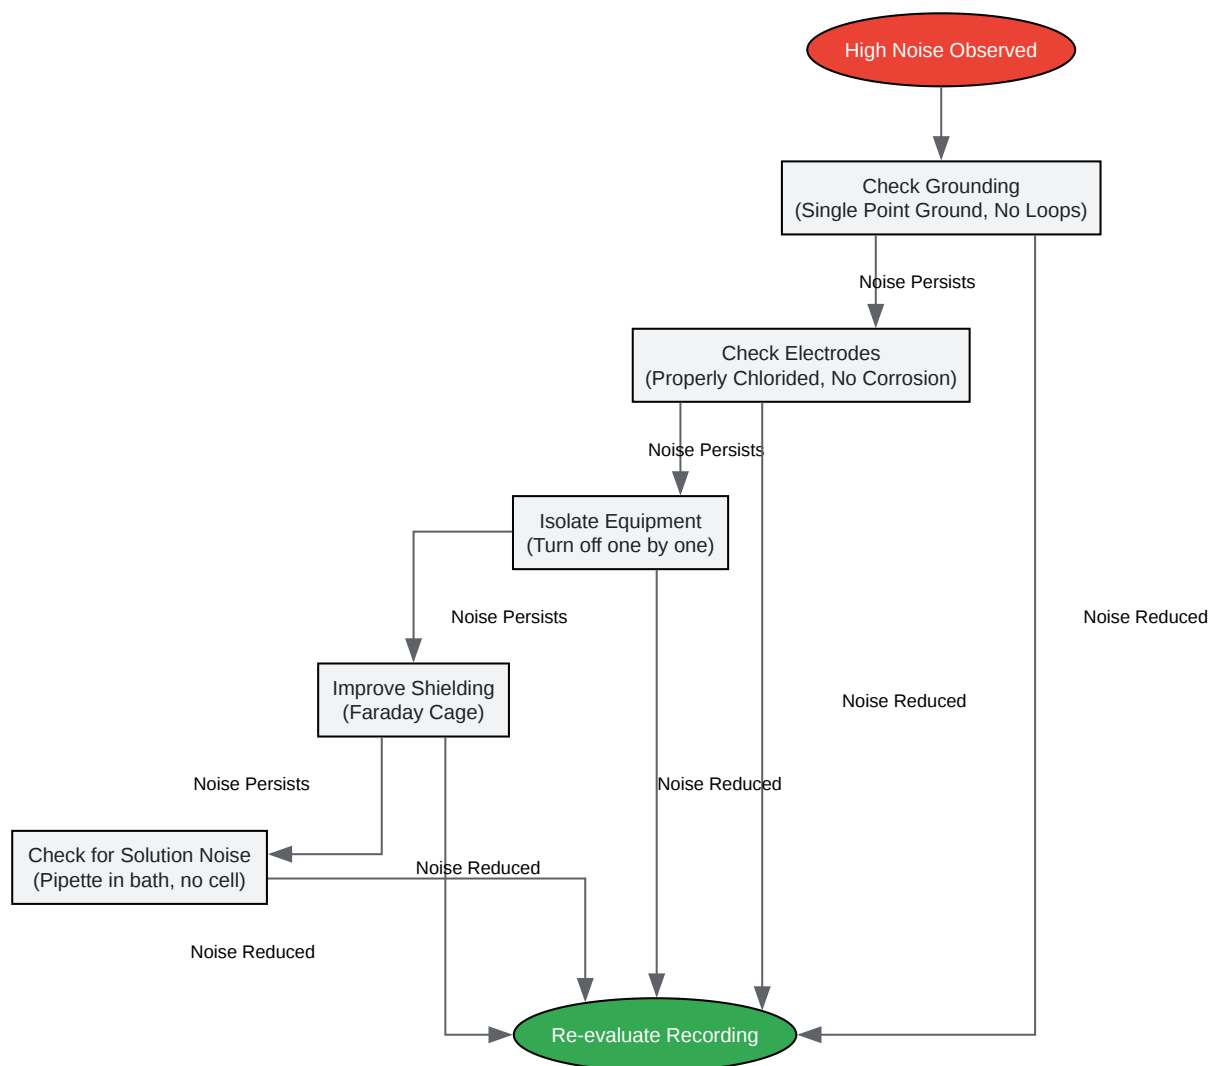 High Noise Observed
Check Grounding
(Single Point Ground, No Loops)
Noise Persists
Check Electrodes
(Properly Chlorided, No Corrosion)
Noise Persists
Isolate Equipment
(Turn off one by one)
Noise Persists
Noise Reduced
Improve Shielding
(Faraday Cage)
Noise Reduced
Noise Persists
Noise Reduced
Check for Solution Noise
(Pipette in bath, no cell)
Noise Reduced
Noise Reduced
Re-evaluate Recording